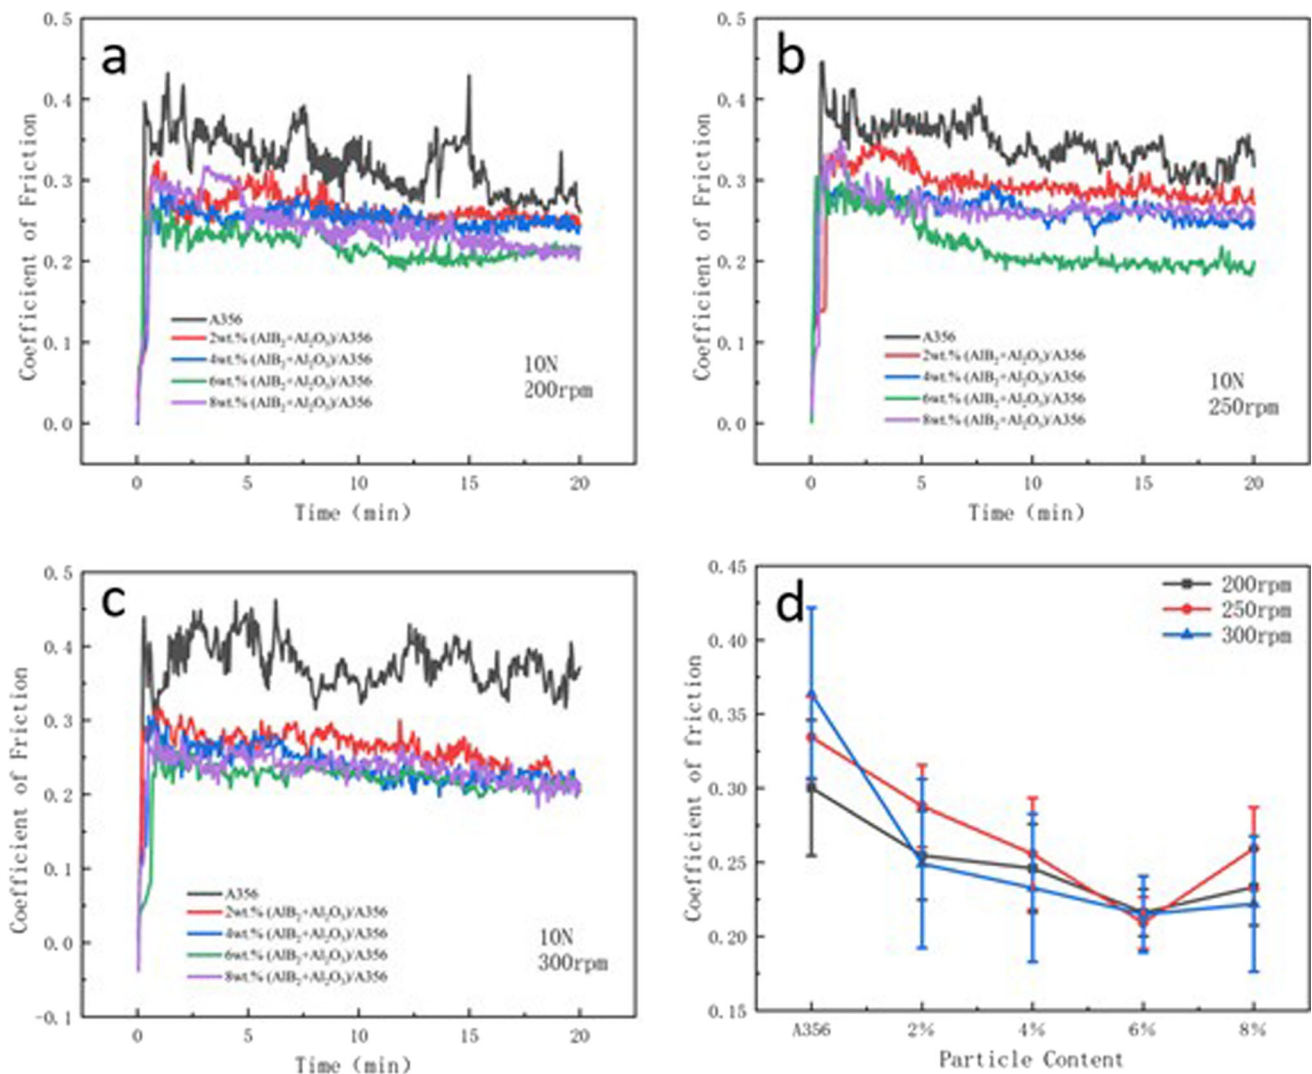 a
0.5
0.4
0.3
0.2
0.1
0.0
Coefficient of Friction
A356
2wt.% (AlB₂+Al₂O₃)/A356
4wt.% (AlB₂+Al₂O₃)/A356
6wt.% (AlB₂+Al₂O₃)/A356
8wt.% (AlB₂+Al₂O₃)/A356
10N
200rpm
0 5 10 15 20
Time (min)
b
0.5
0.4
0.3
0.2
0.1
0.0
Coefficient of Friction
A356
2wt.% (AlB₂+Al₂O₃)/A356
4wt.% (AlB₂+Al₂O₃)/A356
6wt.% (AlB₂+Al₂O₃)/A356
8wt.% (AlB₂+Al₂O₃)/A356
10N
250rpm
0 5 10 15 20
Time (min)
c
0.5
0.4
0.3
0.2
0.1
0.0
-0.1
Coefficient of Friction
A356
2wt.% (AlB₂+Al₂O₃)/A356
4wt.% (AlB₂+Al₂O₃)/A356
6wt.% (AlB₂+Al₂O₃)/A356
8wt.% (AlB₂+Al₂O₃)/A356
10N
300rpm
0 5 10 15 20
Time (min)
d
0.45
0.40
0.35
0.30
0.25
0.20
0.15
Coefficient of friction
200rpm
250rpm
300rpm
A356 2% 4% 6% 8%
Particle Content